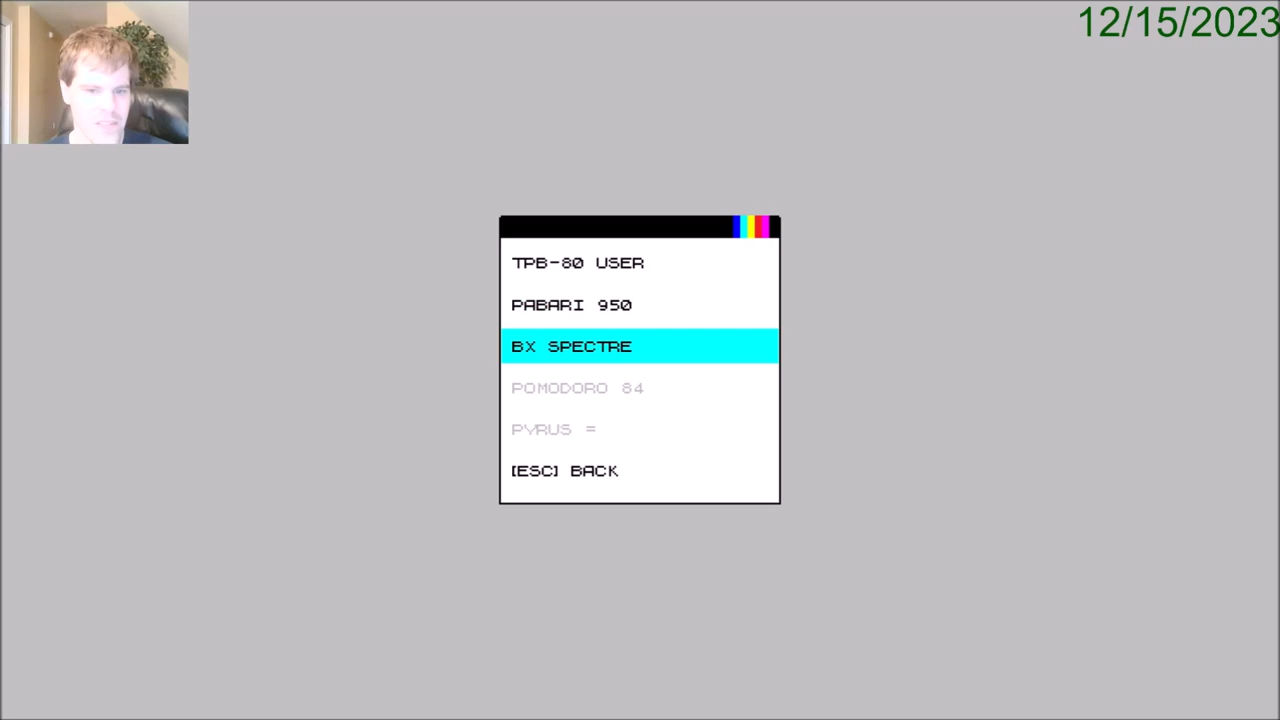 12/15/2023
TPB-80 USER
PABARI 950
BX SPECTRE
POMODORO 84
PYRUS =
[ESC] BACK